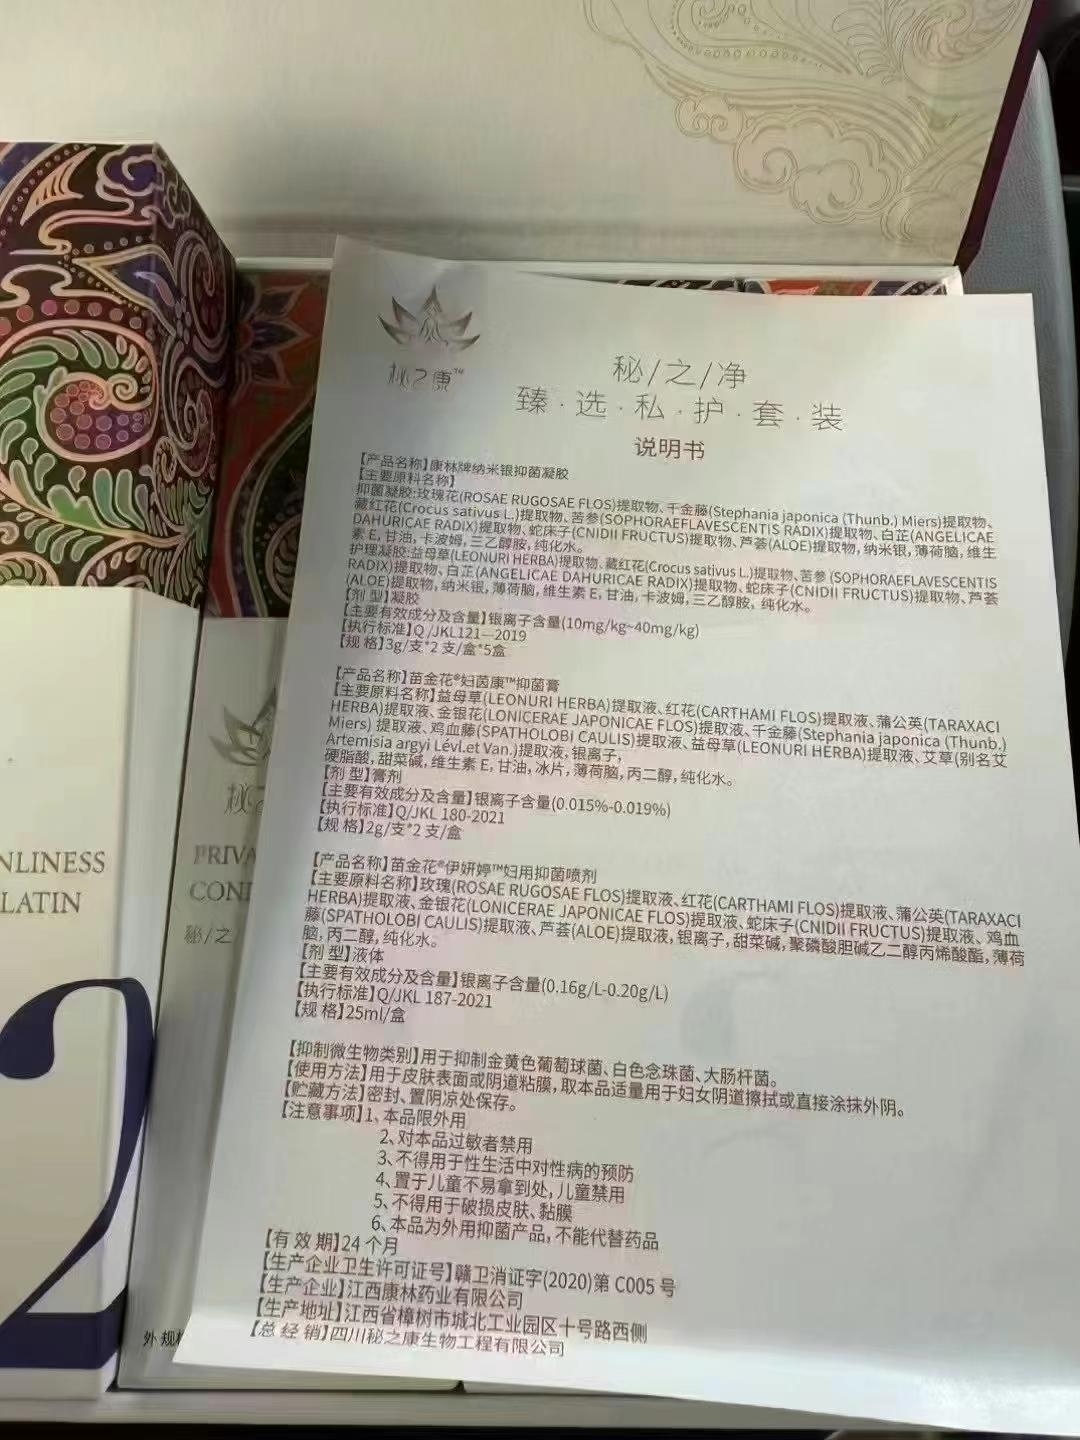 秘之康™
秘/之/净
臻·选·私·护·套·装
说明书
【产品名称】康林牌纳米银抑菌凝胶
【主要原料名称】
抑菌凝胶:玫瑰花(ROSAE RUGOSAE FLOS)提取物、千金藤(Stephania japonica (Thunb.) Miers)提取物、
藏红花(Crocus sativus L.)提取物、苦参(SOPHORAEFLAVESCENTIS RADIX)提取物、白芷(ANGELICAE
DAHURICAE RADIX)提取物、蛇床子(CNIDII FRUCTUS)提取物、芦荟(ALOE)提取物,纳米银,薄荷脑,维生
素 E,甘油,卡波姆,三乙醇胺,纯化水。
护理凝胶:益母草(LEONURI HERBA)提取物、藏红花(Crocus sativus L.)提取物、苦参(SOPHORAEFLAVESCENTIS
RADIX)提取物、白芷(ANGELICAE DAHURICAE RADIX)提取物、蛇床子(CNIDII FRUCTUS)提取物、芦荟
(ALOE)提取物,纳米银,薄荷脑,维生素 E,甘油,卡波姆,三乙醇胺,纯化水。
【剂 型】凝胶
【主要有效成分及含量】银离子含量(10mg/kg~40mg/kg)
【执行标准】Q /JKL121—2019
【规 格】3g/支*2 支/盒*5盒
【产品名称】苗金花®妇茵康™抑菌膏
【主要原料名称】益母草(LEONURI HERBA)提取液、红花(CARTHAMI FLOS)提取液、蒲公英(TARAXACI
HERBA)提取液、金银花(LONICERAE JAPONICAE FLOS)提取液、千金藤(Stephania japonica (Thunb.)
Miers) 提取液、鸡血藤(SPATHOLOBI CAULIS)提取液、益母草(LEONURI HERBA)提取液、艾草(别名艾
Artemisia argyi Lévl.et Van.)提取液,银离子,
硬脂酸,甜菜碱,维生素 E,甘油,冰片,薄荷脑,丙二醇,纯化水。
【剂 型】膏剂
【主要有效成分及含量】银离子含量(0.015%-0.019%)
【执行标准】Q/JKL 180-2021
【规 格】2g/支*2 支/盒
【产品名称】苗金花®伊妍婷™妇用抑菌喷剂
【主要原料名称】玫瑰(ROSAE RUGOSAE FLOS)提取液、红花(CARTHAMI FLOS)提取液、蒲公英(TARAXACI
HERBA)提取液、金银花(LONICERAE JAPONICAE FLOS)提取液、蛇床子(CNIDII FRUCTUS)提取液、鸡血
藤(SPATHOLOBI CAULIS)提取液、芦荟(ALOE)提取液,银离子,甜菜碱,聚磷酸胆碱乙二醇丙烯酸酯,薄荷
脑,丙二醇,纯化水。
【剂 型】液体
【主要有效成分及含量】银离子含量(0.16g/L-0.20g/L)
【执行标准】Q/JKL 187-2021
【规 格】25ml/盒
【抑制微生物类别】用于抑制金黄色葡萄球菌、白色念珠菌、大肠杆菌。
【使用方法】用于皮肤表面或阴道粘膜,取本品适量用于妇女阴道擦拭或直接涂抹外阴。
【贮藏方法】密封、置阴凉处保存。
【注意事项】1、本品限外用
2、对本品过敏者禁用
3、不得用于性生活中对性病的预防
4、置于儿童不易拿到处,儿童禁用
5、不得用于破损皮肤、黏膜
6、本品为外用抑菌产品,不能代替药品
【有 效 期】24 个月
【生产企业卫生许可证号】赣卫消证字(2020)第 C005 号
【生产企业】江西康林药业有限公司
【生产地址】江西省樟树市城北工业园区十号路西侧
【总 经 销】四川秘之康生物工程有限公司
NLINESS
LATIN
2
秘之
PRIVA
COND
秘/之
外 规格